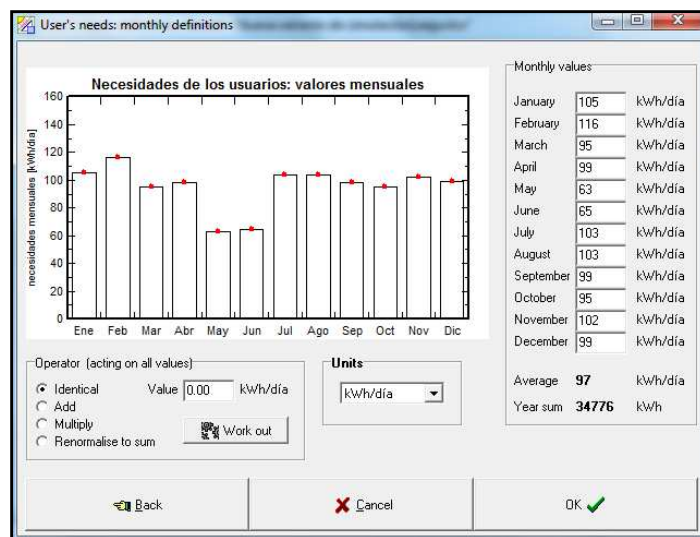 User's needs: monthly definitions
Necesidades de los usuarios: valores mensuales
necesidades mensuales [kWh/día]
160
140
120
100
80
60
40
20
0
Ene Feb Mar Abr May Jun Jul Ago Sep Oct Nov Dic
Operator (acting on all values)
Identical Value 0.00 kWh/día
Add
Multiply
Renormalise to sum
Work out
Units
kWh/día
Monthly values
January 105 kWh/día
February 116 kWh/día
March 95 kWh/día
April 99 kWh/día
May 63 kWh/día
June 65 kWh/día
July 103 kWh/día
August 103 kWh/día
September 99 kWh/día
October 95 kWh/día
November 102 kWh/día
December 99 kWh/día
Average 97 kWh/día
Year sum 34776 kWh
Back
Cancel
OK